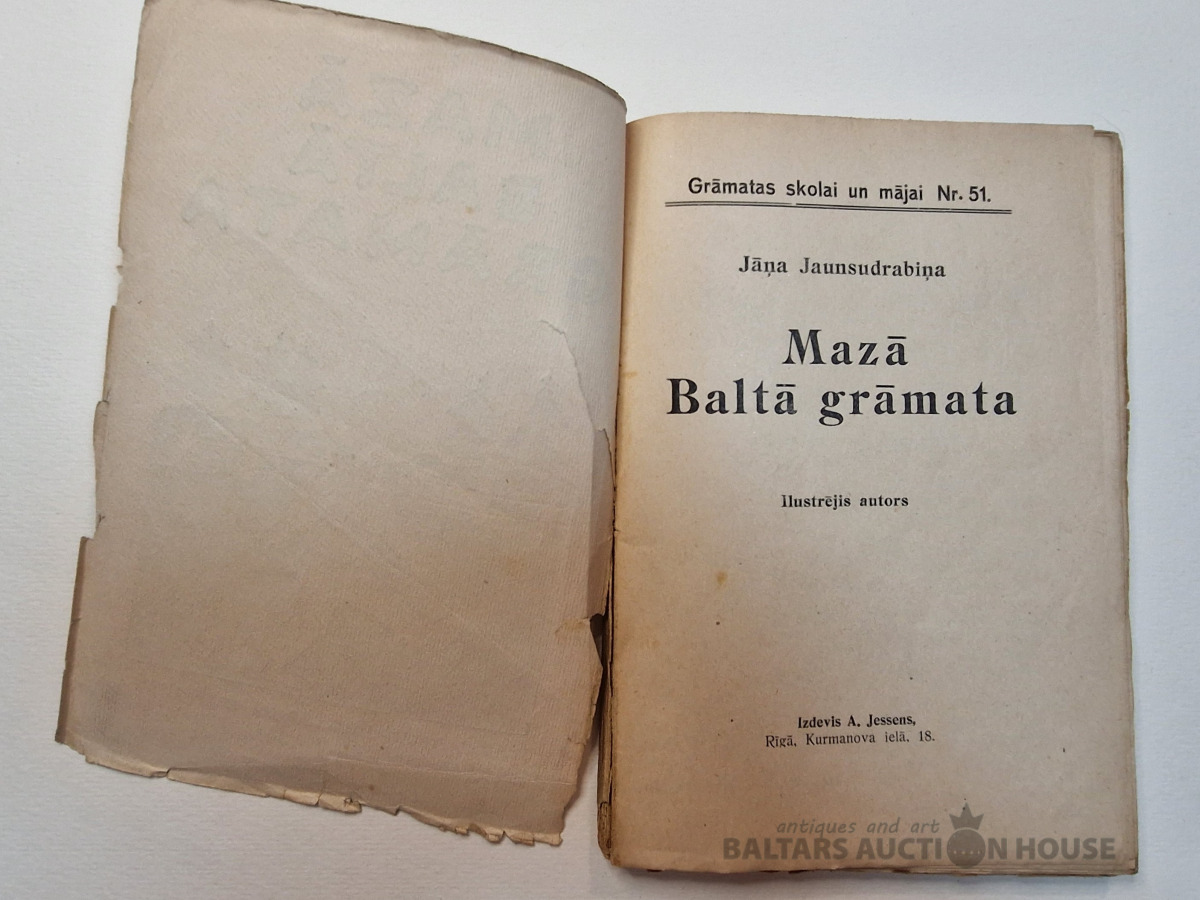 Grāmatas skolai un mājai Nr. 51.
Jāņa Jaunsudrabiņa
Mazā
Baltā grāmata
Ilustrējis autors
Izdevis A. Jessens,
Rīgā, Kurmanova ielā. 18.
antiques and art
BALTARS AUCTION HOUSE